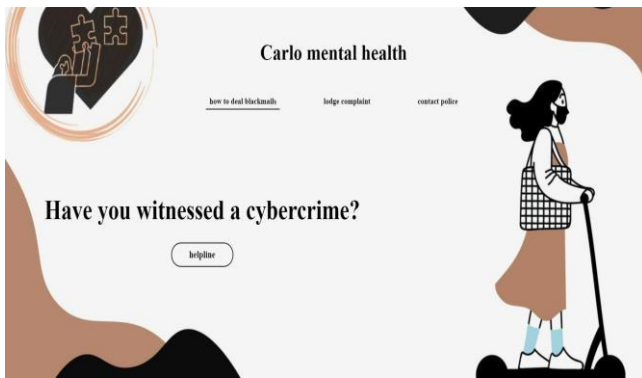 Carlo mental health
how to deal blackmails lodge complaint contact police
Have you witnessed a cybercrime?
helpline